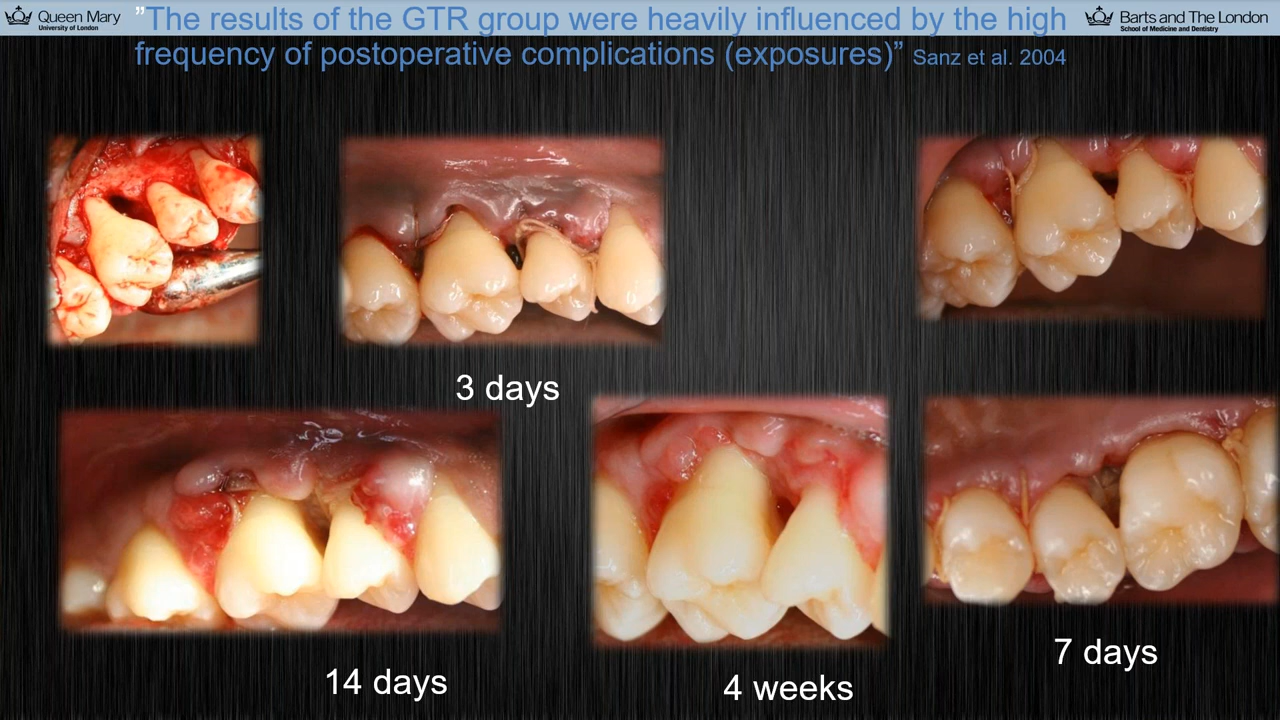 Queen Mary
University of London
”The results of the GTR group were heavily influenced by the high
frequency of postoperative complications (exposures)” Sanz et al. 2004
Barts and The London
School of Medicine and Dentistry
3 days
14 days
4 weeks
7 days